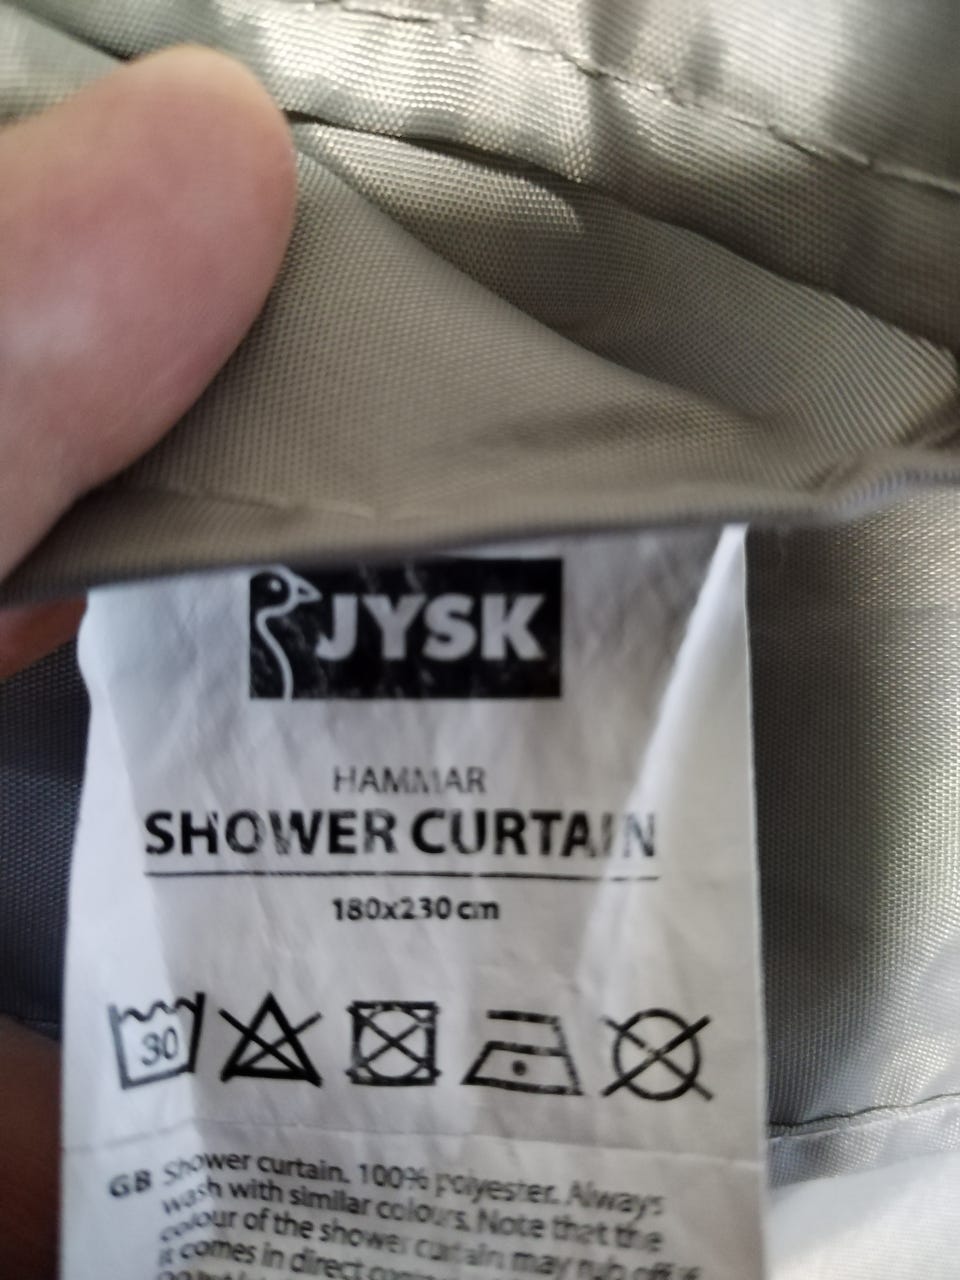 JYSK
HAMMAR
SHOWER CURTAIN
180x230 cm
30
GB Shower curtain. 100% polyester. Always
wash with similar colours. Note that the
colour of the shower curtain may rub off if
it comes in direct